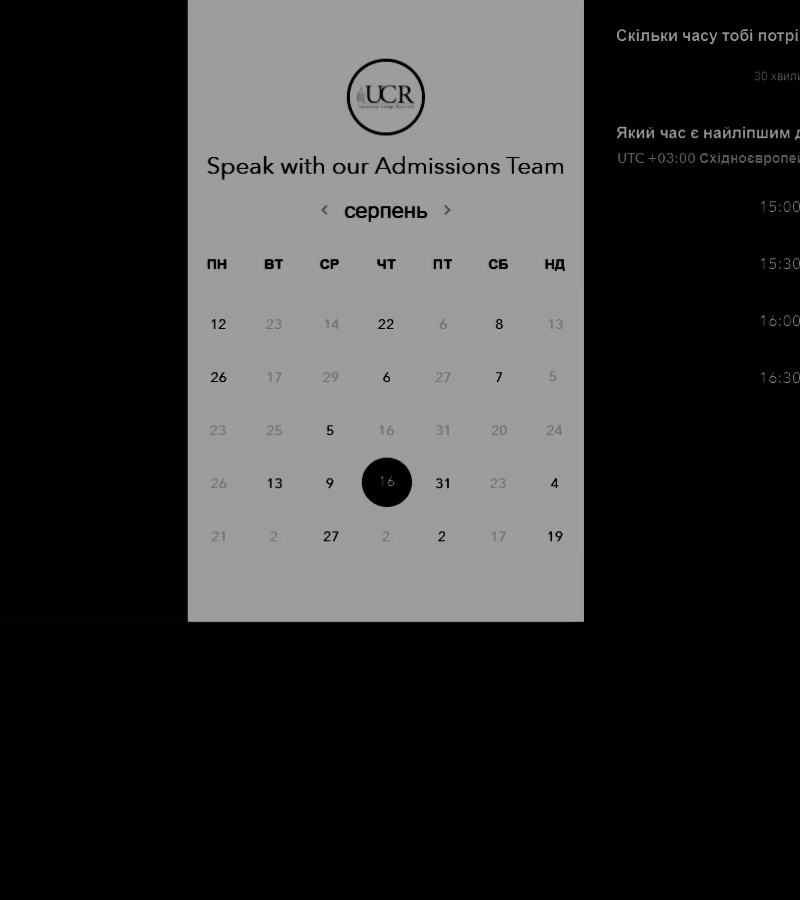 UCR
Speak with our Admissions Team
серпень
ПН ВТ СР ЧТ ПТ СБ НД
12 23 14 22 6 8 13
26 17 29 6 27 7 5
23 25 5 16 31 20 24
26 13 9 16 31 23 4
21 2 27 2 2 17 19
Скільки часу тобі потрі
30 хвили
Який час є найліпшим д
UTC +03:00 Східноєвропей
15:00
15:30
16:00
16:30